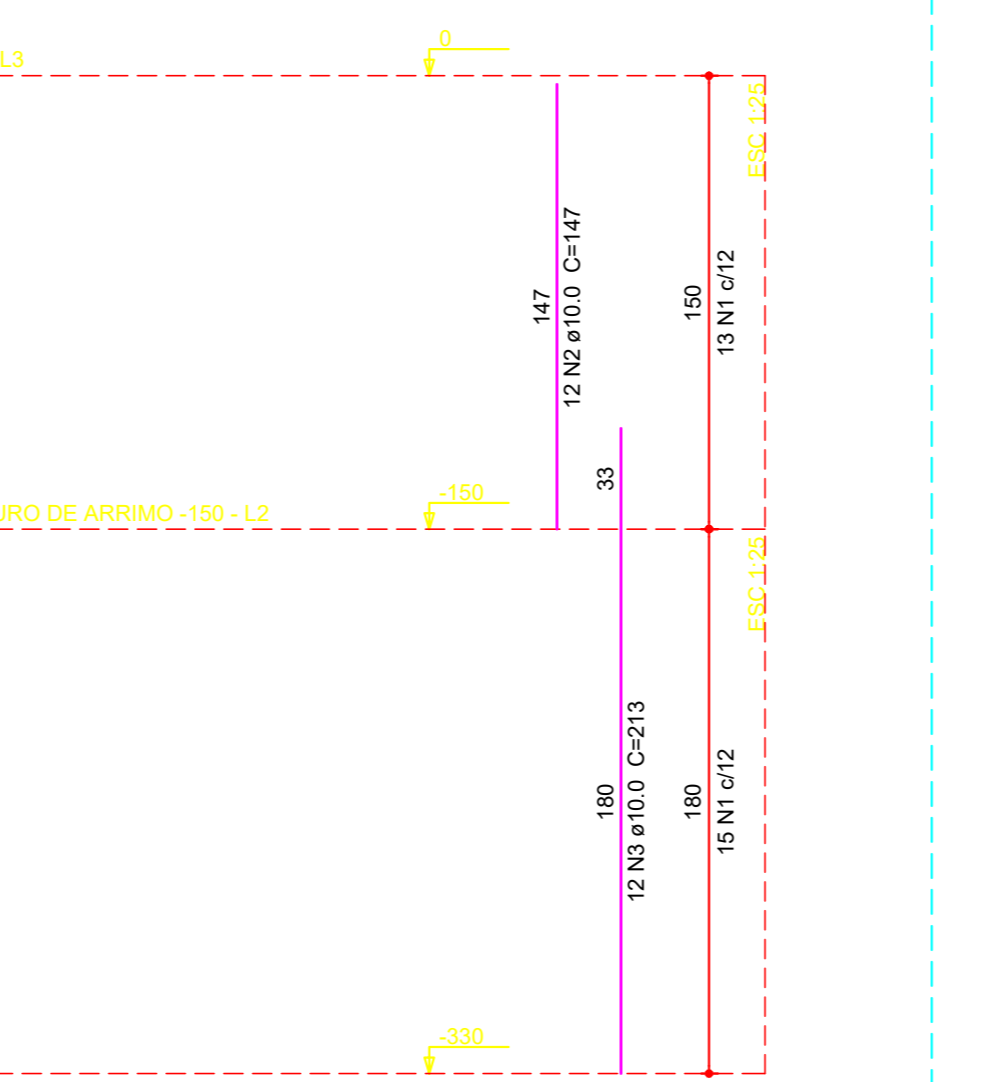 0
L3
ESC 1:25
147
12 N2 ø10.0 C=147
150
13 N1 c/12
33
-150
URO DE ARRIMO -150 - L2
ESC 1:25
180
12 N3 ø10.0 C=213
180
15 N1 c/12
-330